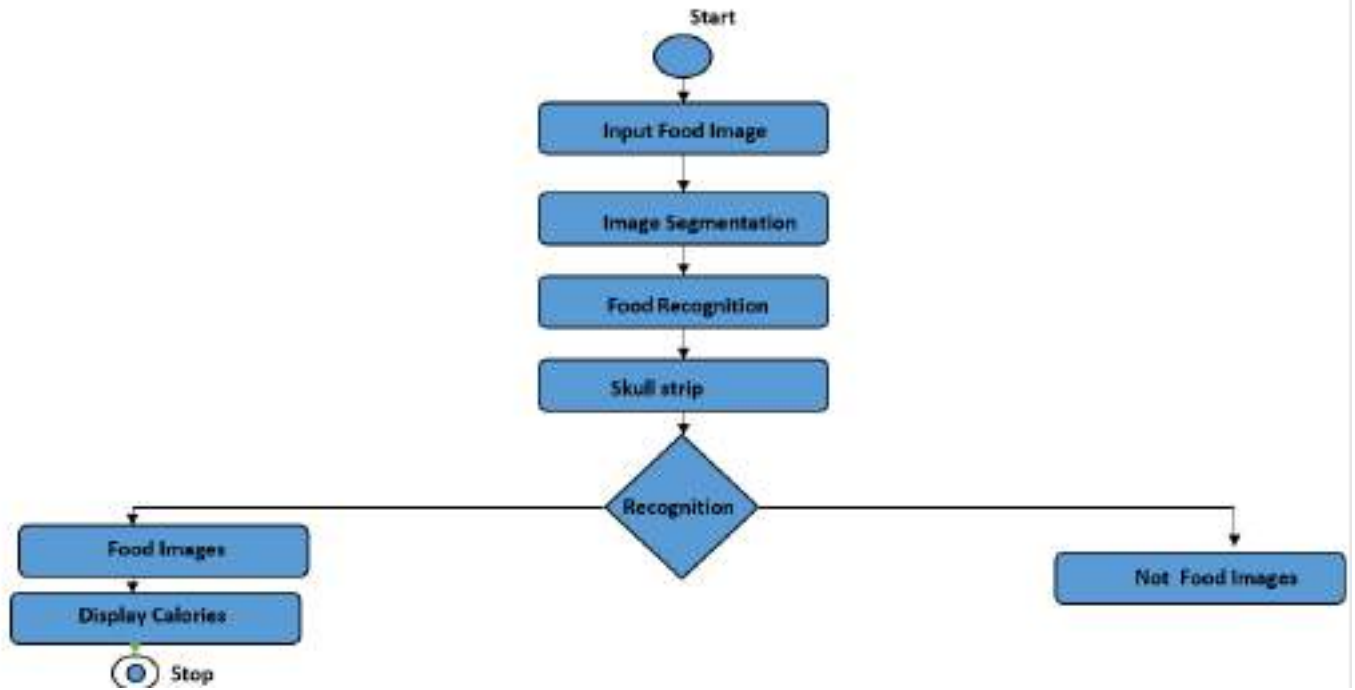 Start
Input Food Image
Image Segmentation
Food Recognition
Skull strip
Recognition
Food Images
Not Food Images
Display Calories
Stop